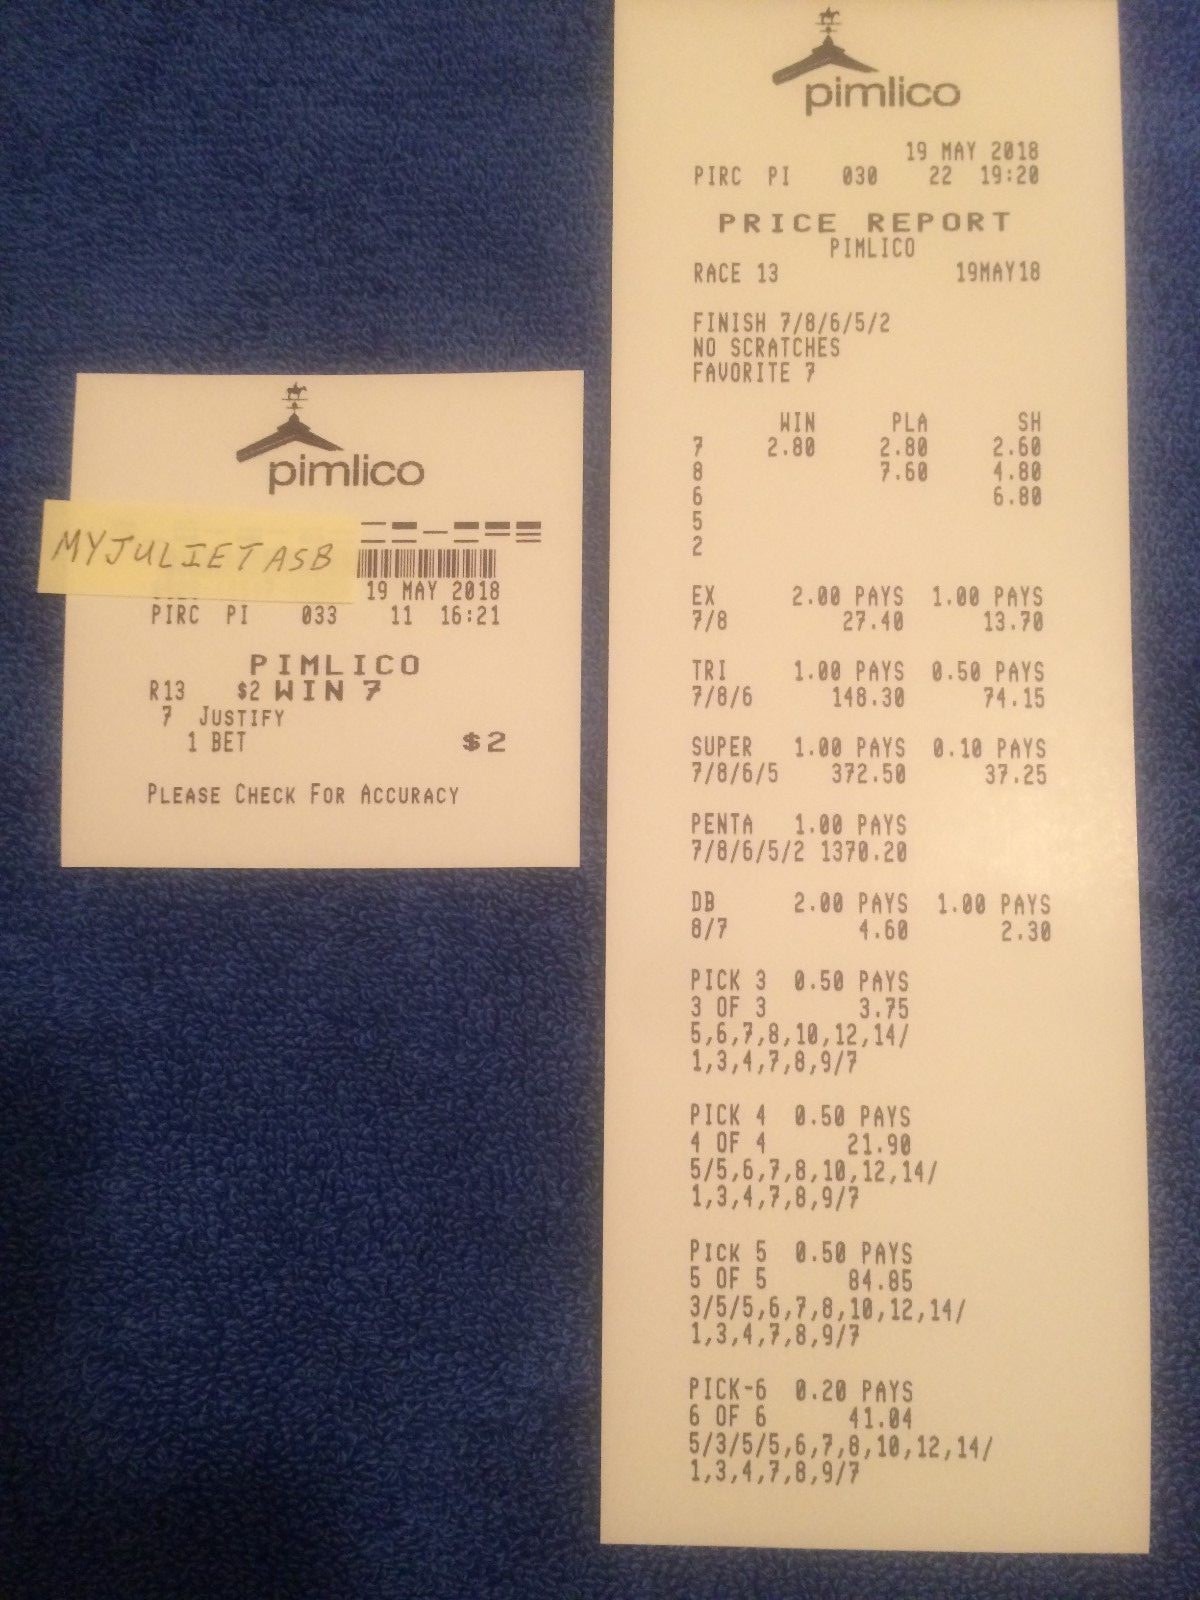 pimlico
MYJULIETASB
19 MAY 2018
PIRC PI 033 11 16:21
PIMLICO
R13 $2 WIN 7
7 JUSTIFY
1 BET $2
PLEASE CHECK FOR ACCURACY
pimlico
19 MAY 2018
PIRC PI 030 22 19:20
PRICE REPORT
PIMLICO
RACE 13 19MAY18
FINISH 7/8/6/5/2
NO SCRATCHES
FAVORITE 7
WIN PLA SH
7 2.80 2.80 2.60
8 7.60 4.80
6 6.80
5
2
EX 2.00 PAYS 1.00 PAYS
7/8 27.40 13.70
TRI 1.00 PAYS 0.50 PAYS
7/8/6 148.30 74.15
SUPER 1.00 PAYS 0.10 PAYS
7/8/6/5 372.50 37.25
PENTA 1.00 PAYS
7/8/6/5/2 1370.20
DB 2.00 PAYS 1.00 PAYS
8/7 4.60 2.30
PICK 3 0.50 PAYS
3 OF 3 3.75
5,6,7,8,10,12,14/
1,3,4,7,8,9/7
PICK 4 0.50 PAYS
4 OF 4 21.90
5/5,6,7,8,10,12,14/
1,3,4,7,8,9/7
PICK 5 0.50 PAYS
5 OF 5 84.85
3/5/5,6,7,8,10,12,14/
1,3,4,7,8,9/7
PICK-6 0.20 PAYS
6 OF 6 41.04
5/3/5/5,6,7,8,10,12,14/
1,3,4,7,8,9/7